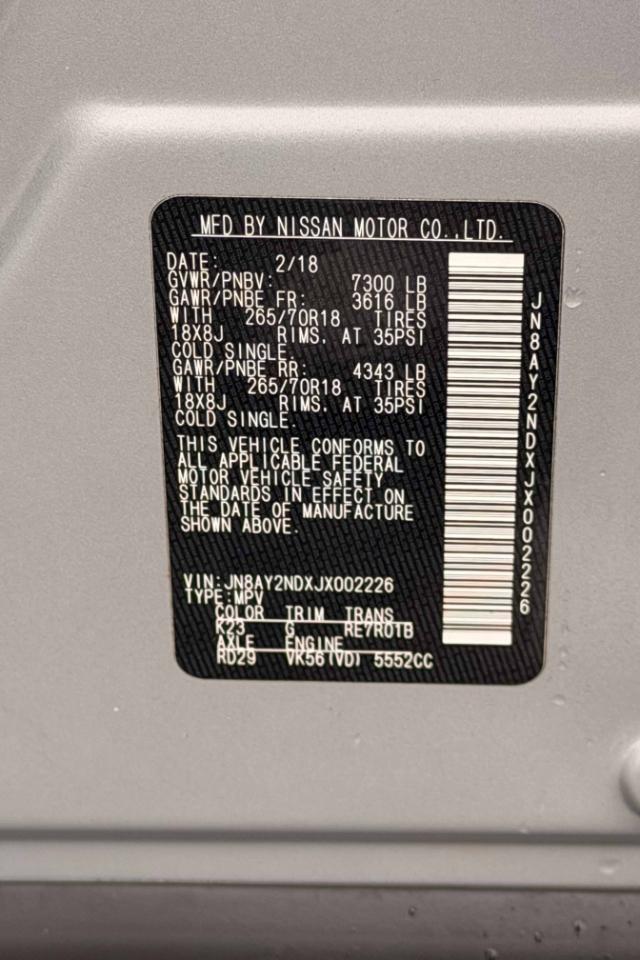 MFD BY NISSAN MOTOR CO.,LTD.
DATE: 2/18
GVWR/PNBV: 7300 LB
GAWR/PNBE FR: 3616 LB
WITH 265/70R18 TIRES
18X8J RIMS, AT 35PSI
COLD SINGLE.
GAWR/PNBE RR: 4343 LB
WITH 265/70R18 TIRES
18X8J RIMS. AT 35PSI
COLD SINGLE.
THIS VEHICLE CONFORMS TO
ALL APPLICABLE FEDERAL
MOTOR VEHICLE SAFETY
STANDARDS IN EFFECT ON
THE DATE OF MANUFACTURE
SHOWN ABOVE.
VIN:JN8AY2NDXJX002226
TYPE:MPV
COLOR TRIM TRANS
K23 G RE7R01B
AXLE ENGINE
RD29 VK56(VD) 5552CC
JN8AY2NDXJX002226